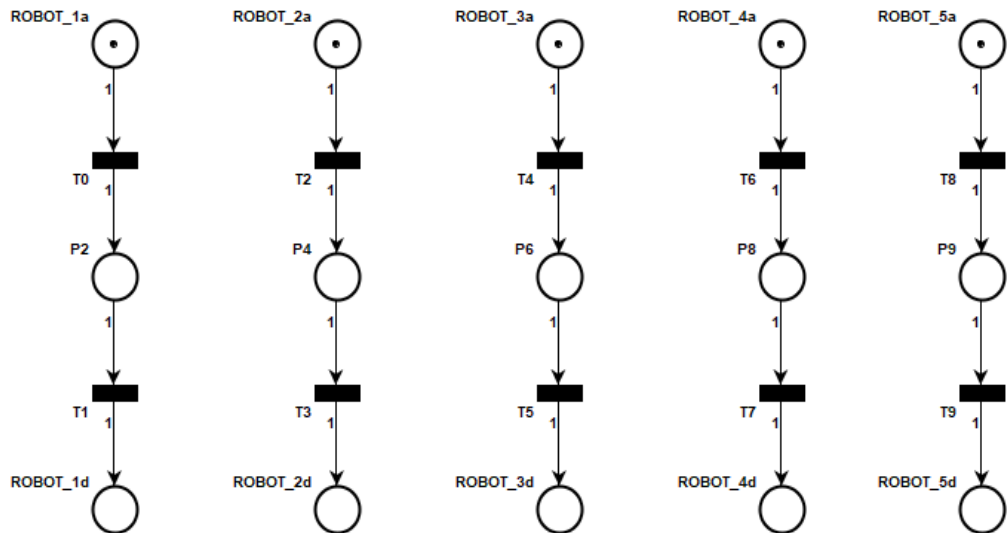 ROBOT_1a ROBOT_2a ROBOT_3a ROBOT_4a ROBOT_5a
1 1 1 1 1
T0 T2 T4 T6 T8
1 1 1 1 1
P2 P4 P6 P8 P9
1 1 1 1 1
T1 T3 T5 T7 T9
1 1 1 1 1
ROBOT_1d ROBOT_2d ROBOT_3d ROBOT_4d ROBOT_5d